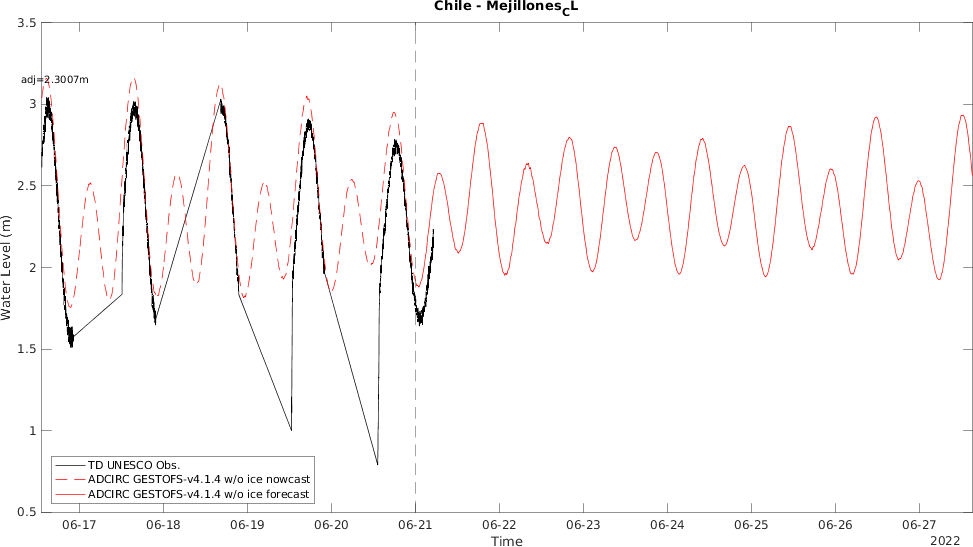 Chile - Mejillones_CL
adj=2.3007m
3.5
3
2.5
2
1.5
1
0.5
Water Level (m)
TD UNESCO Obs.
ADCIRC GESTOFS-v4.1.4 w/o ice nowcast
ADCIRC GESTOFS-v4.1.4 w/o ice forecast
06-17 06-18 06-19 06-20 06-21 06-22 06-23 06-24 06-25 06-26 06-27
Time
2022